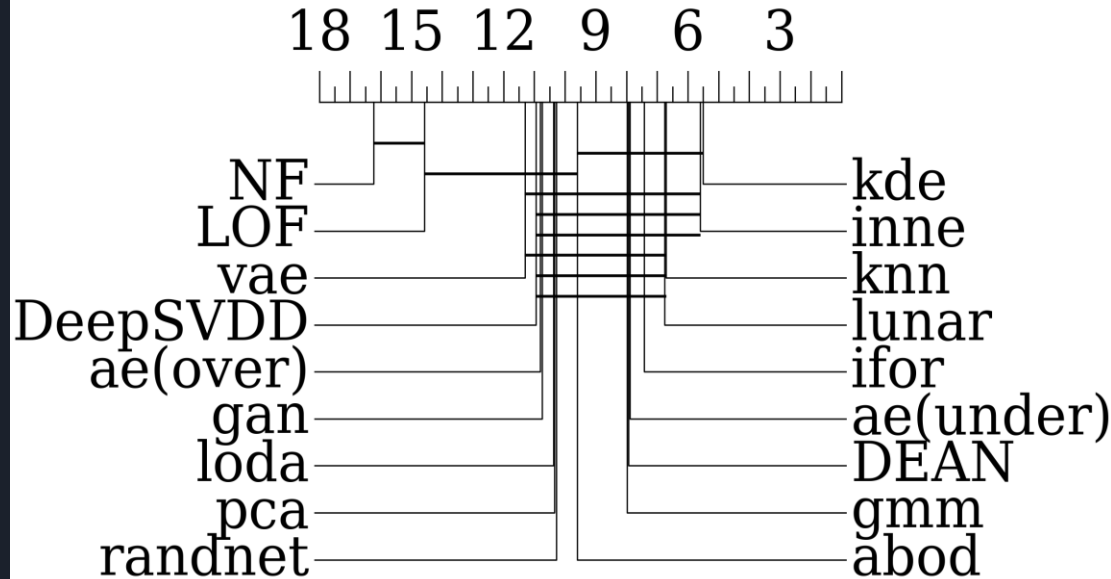 18 15 12 9 6 3
NF
LOF
vae
DeepSVDD
ae(over)
gan
loda
pca
randnet
kde
inne
knn
lunar
ifor
ae(under)
DEAN
gmm
abod